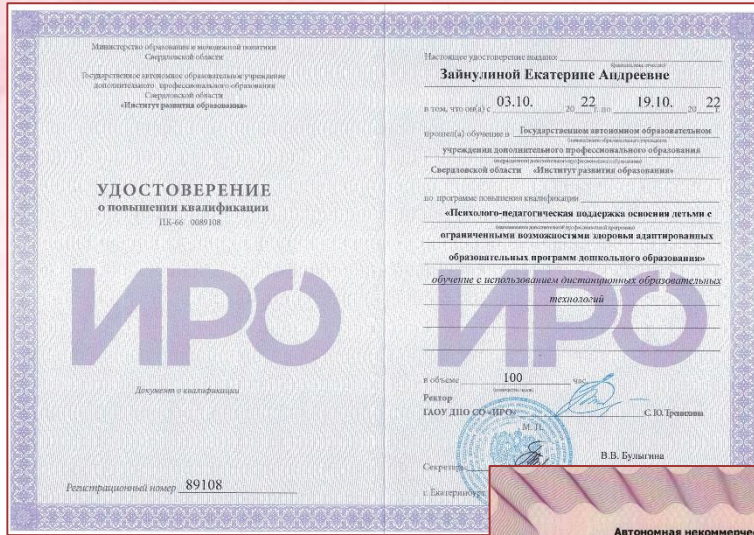 Министерство образования и молодежной политики
Свердловской области
Государственное автономное образовательное учреждение
дополнительного профессионального образования
Свердловской области
«Институт развития образования»
УДОСТОВЕРЕНИЕ
о повышении квалификации
ПК-66 0089108
ИРО
Документ о квалификации
Регистрационный номер 89108
Настоящее удостоверение выдано:
Зайнулиной Екатерине Андреевне
в том, что он(а) с 03.10. 20 22 г. по 19.10. 20 22 г.
прошел(а) обучение в Государственном автономном образовательном
учреждении дополнительного профессионального образования
Свердловской области «Институт развития образования»
по программе повышения квалификации
«Психолого-педагогическая поддержка освоения детьми с
ограниченными возможностями здоровья адаптированных
образовательных программ дошкольного образования»
обучение с использованием дистанционных образовательных
технологий
ИРО
в объеме 100 час
Ректор
ГАОУ ДПО СО «ИРО» С.Ю. Тренихина
М. П.
Секретарь В.В. Булыгина
г. Екатеринбург
Автономная некоммерчес